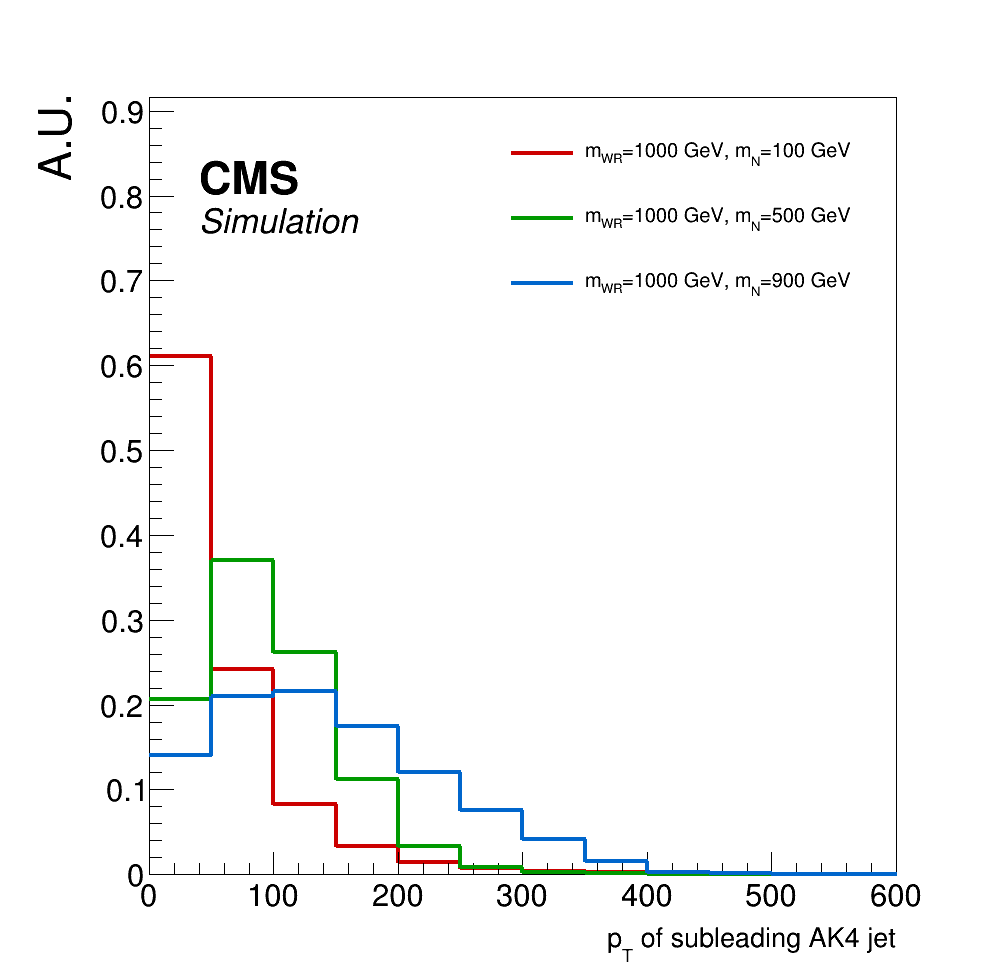 A.U.
0.9
0.8
0.7
0.6
0.5
0.4
0.3
0.2
0.1
0
CMS
Simulation
m_WR=1000 GeV, m_N=100 GeV
m_WR=1000 GeV, m_N=500 GeV
m_WR=1000 GeV, m_N=900 GeV
0 100 200 300 400 500 600
p_T of subleading AK4 jet